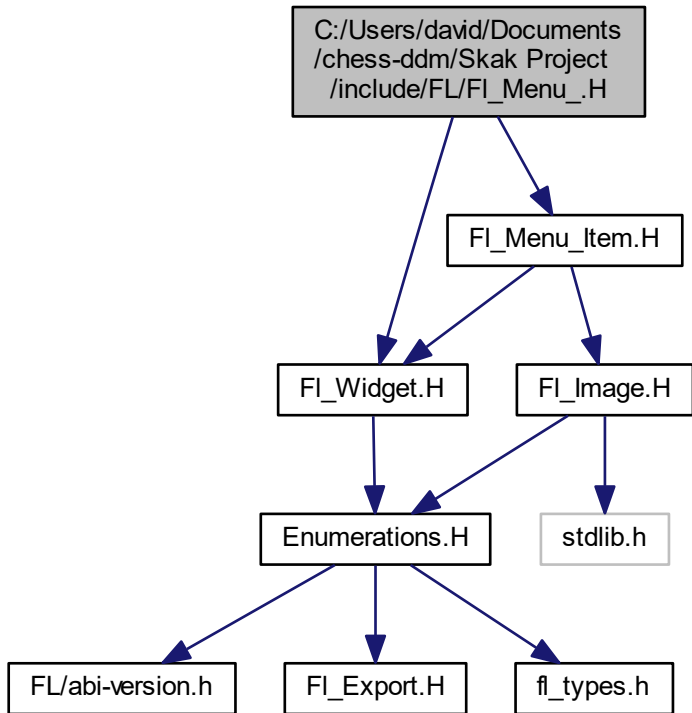 C:/Users/david/Documents
/chess-ddm/Skak Project
/include/FL/Fl_Menu_.H
Fl_Menu_Item.H
Fl_Widget.H
Fl_Image.H
Enumerations.H
stdlib.h
FL/abi-version.h
Fl_Export.H
fl_types.h